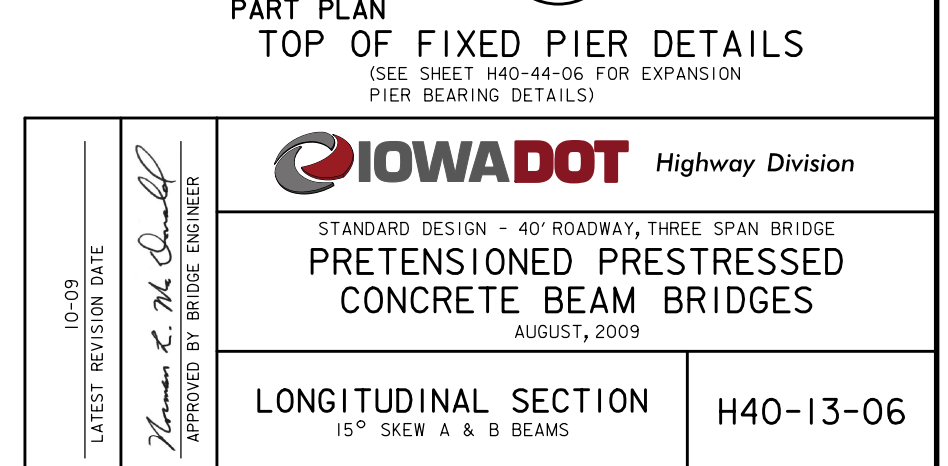 PART PLAN
TOP OF FIXED PIER DETAILS
(SEE SHEET H40-44-06 FOR EXPANSION
PIER BEARING DETAILS)
10-09
LATEST REVISION DATE
Norman L. McDonald
APPROVED BY BRIDGE ENGINEER
IOWADOT Highway Division
STANDARD DESIGN - 40' ROADWAY, THREE SPAN BRIDGE
PRETENSIONED PRESTRESSED
CONCRETE BEAM BRIDGES
AUGUST, 2009
LONGITUDINAL SECTION
15° SKEW A & B BEAMS
H40-13-06